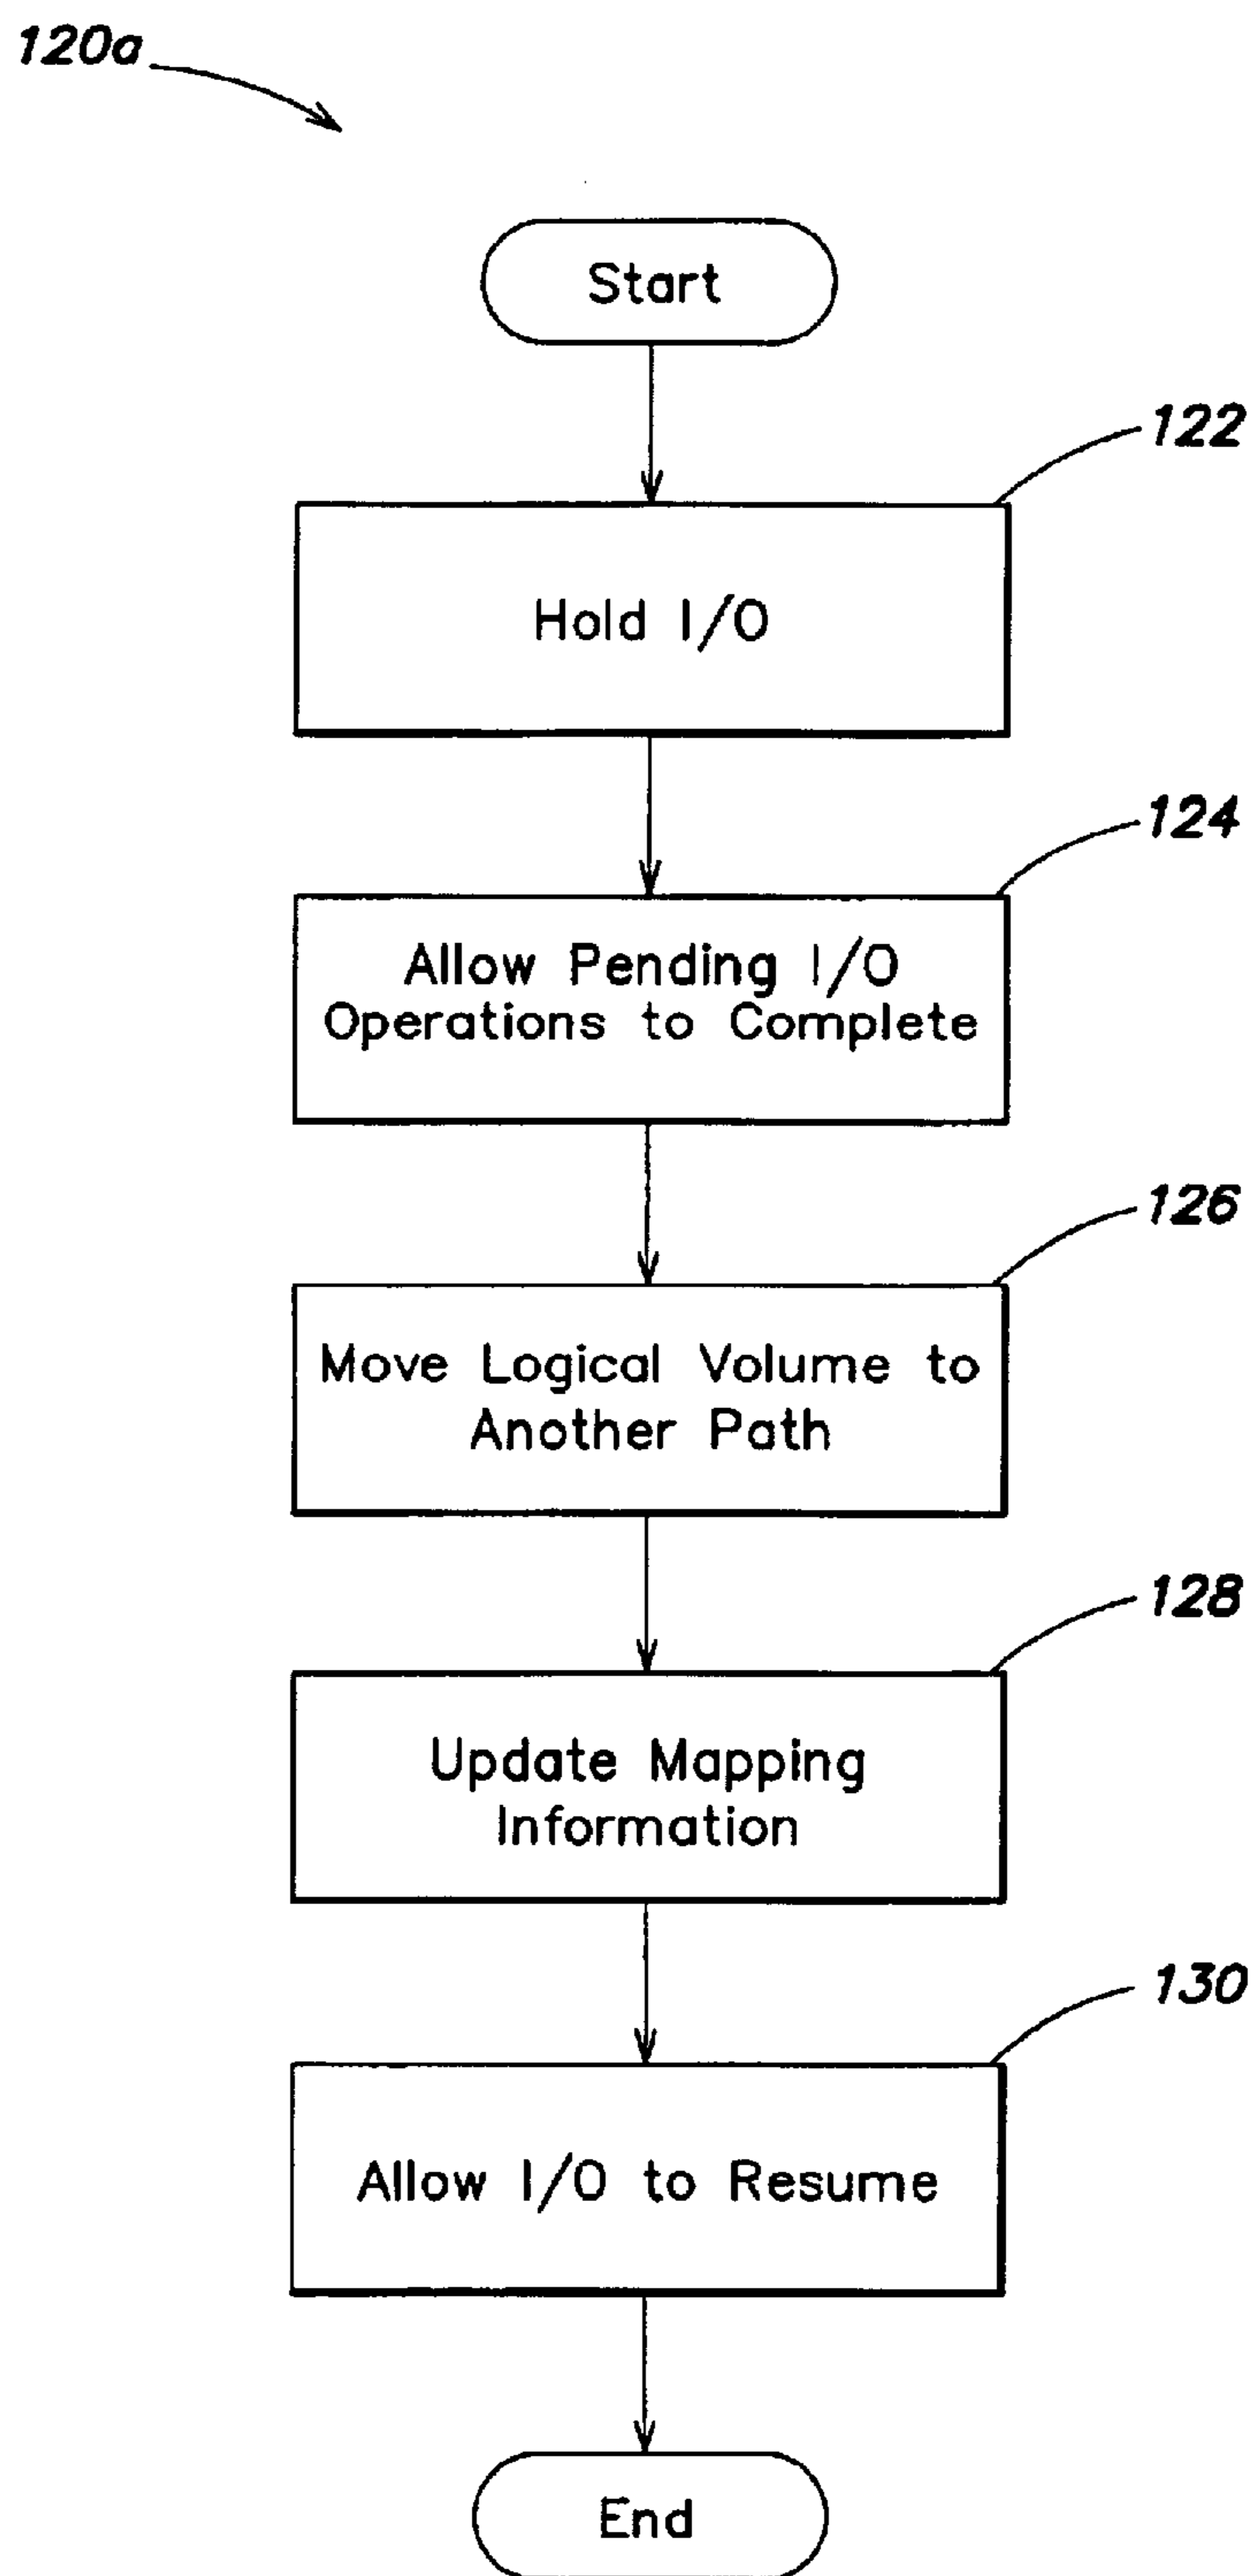 120a
Start
122
Hold I/O
124
Allow Pending I/O
Operations to Complete
126
Move Logical Volume to
Another Path
128
Update Mapping
Information
130
Allow I/O to Resume
End